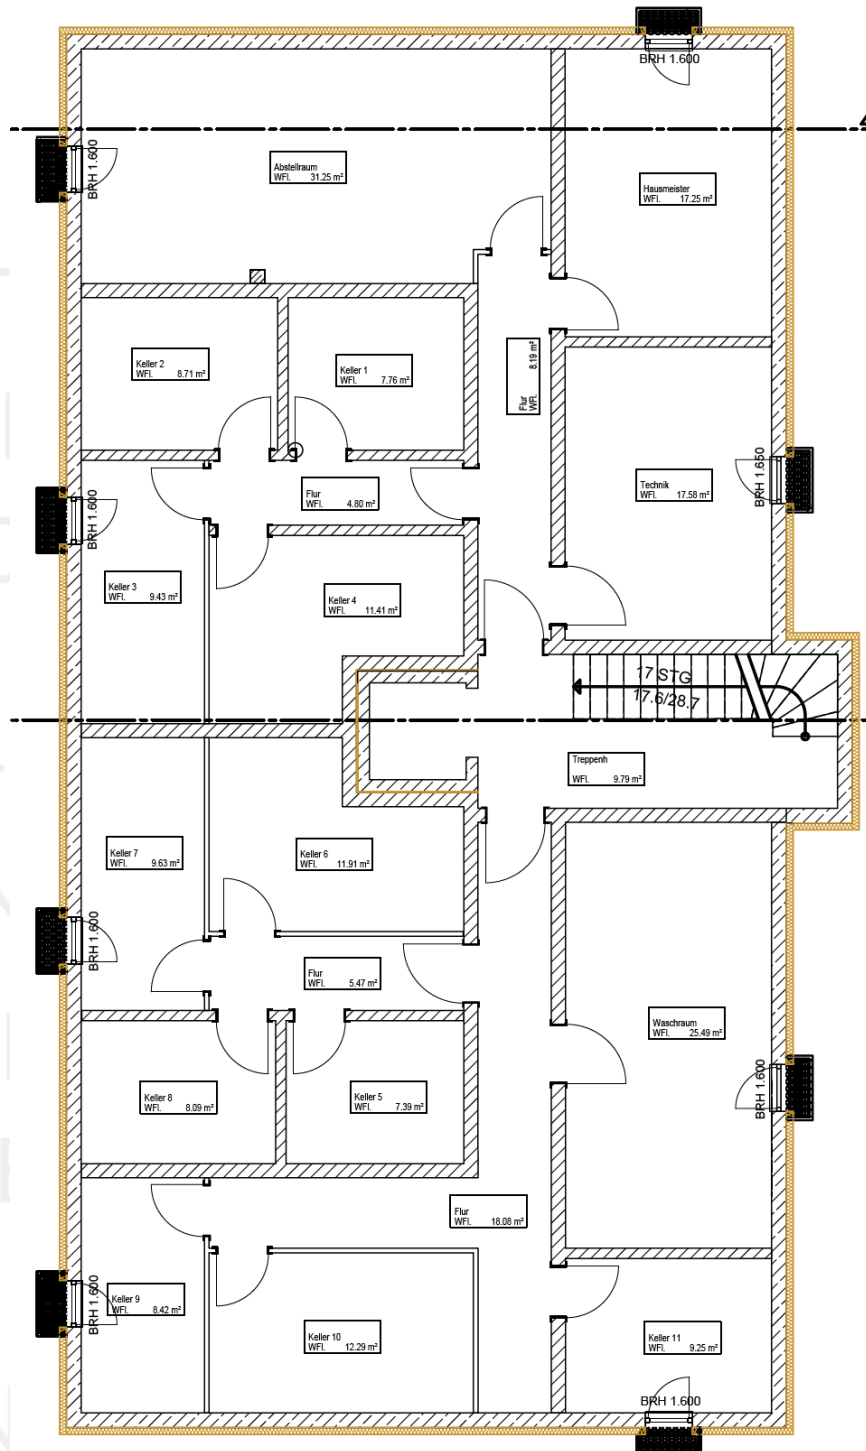 BRH 1.600
BRH 1.600
Abstellraum
WFl. 31.25 m²
Hausmeister
WFl. 17.25 m²
Keller 2
WFl. 8.71 m²
Keller 1
WFl. 7.76 m²
Flur
WFl. 8.19 m²
BRH 1.600
Flur
WFl. 4.80 m²
Technik
WFl. 17.58 m²
BRH 1.650
Keller 3
WFl. 9.43 m²
Keller 4
WFl. 11.41 m²
17 STG
17.6/28.7
Treppenh
WFl. 9.79 m²
Keller 7
WFl. 9.63 m²
Keller 6
WFl. 11.91 m²
BRH 1.600
Flur
WFl. 5.47 m²
Waschraum
WFl. 25.49 m²
BRH 1.600
Keller 8
WFl. 8.09 m²
Keller 5
WFl. 7.39 m²
Flur
WFl. 18.08 m²
BRH 1.600
Keller 9
WFl. 8.42 m²
Keller 10
WFl. 12.29 m²
Keller 11
WFl. 9.25 m²
BRH 1.600